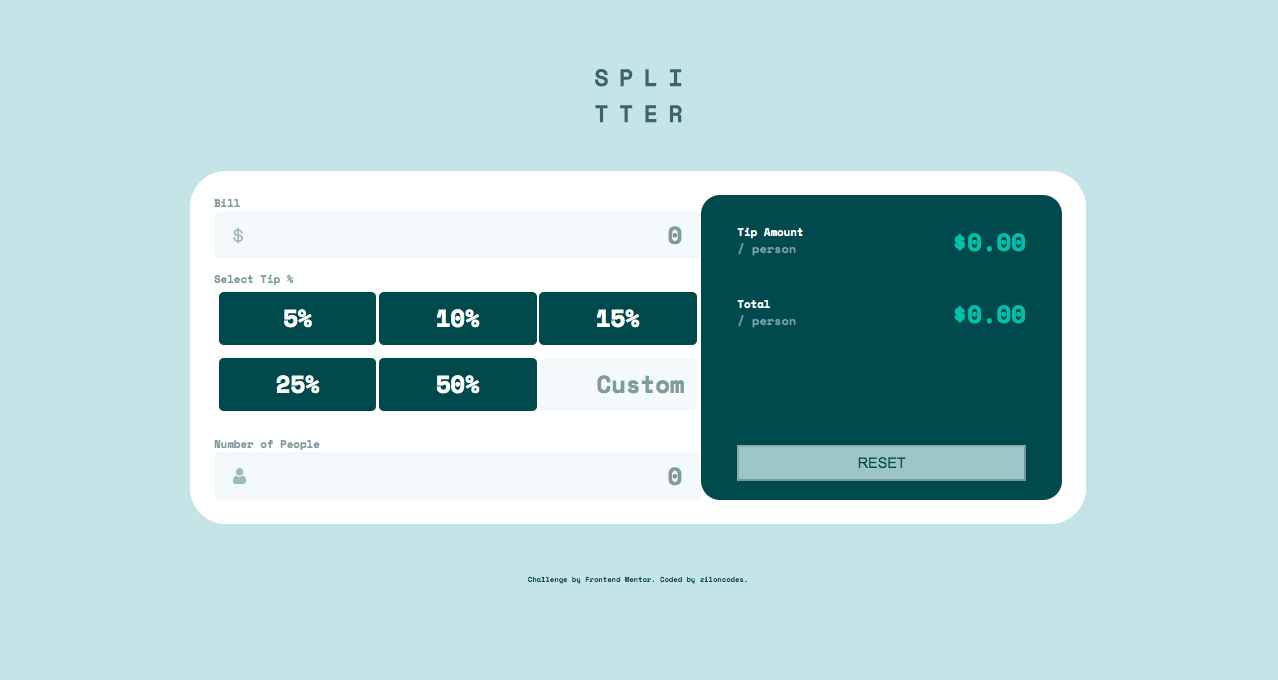 SPLI
TTER
Bill
$ 0
Select Tip %
5% 10% 15%
25% 50% Custom
Number of People
0
Tip Amount
/ person
$0.00
Total
/ person
$0.00
RESET
Challenge by Frontend Mentor. Coded by ziloncodes.